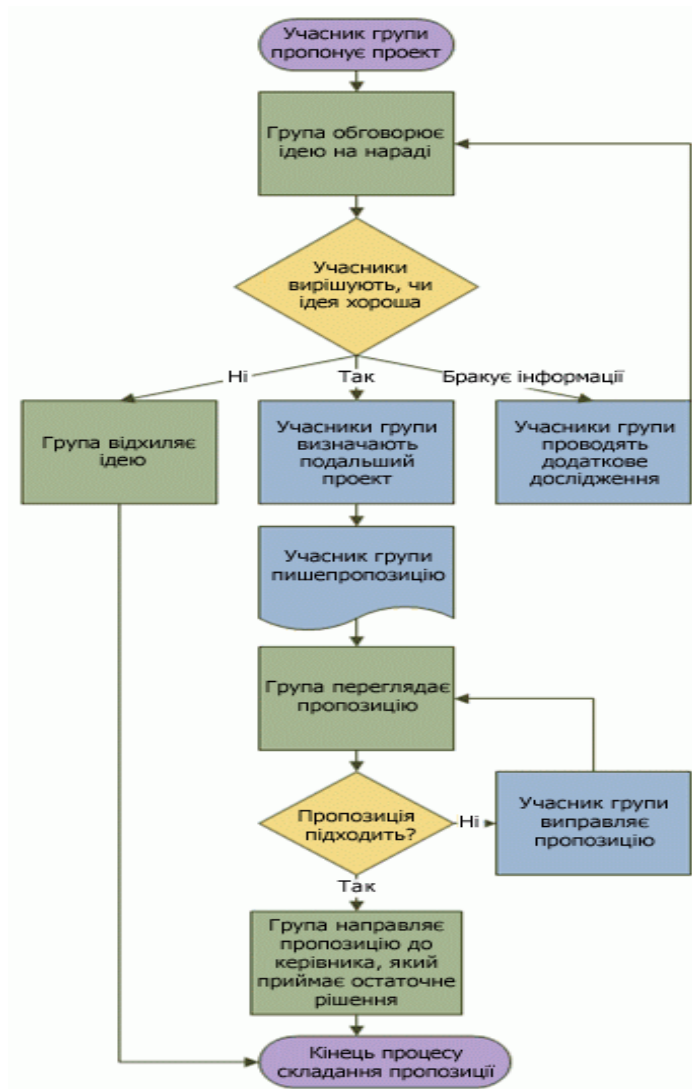 Учасник групи
пропонує проект
Група обговорює
ідею на нараді
Учасники
вирішують, чи
ідея хороша
Ні
Так
Бракує інформації
Група відхиляє
ідею
Учасники групи
визначають
подальший
проект
Учасники групи
проводять
додаткове
дослідження
Учасник групи
пишепропозицію
Група переглядає
пропозицію
Пропозиція
підходить?
Ні
Учасник групи
виправляє
пропозицію
Так
Група направляє
пропозицію до
керівника, який
приймає остаточне
рішення
Кінець процесу
складання пропозиції